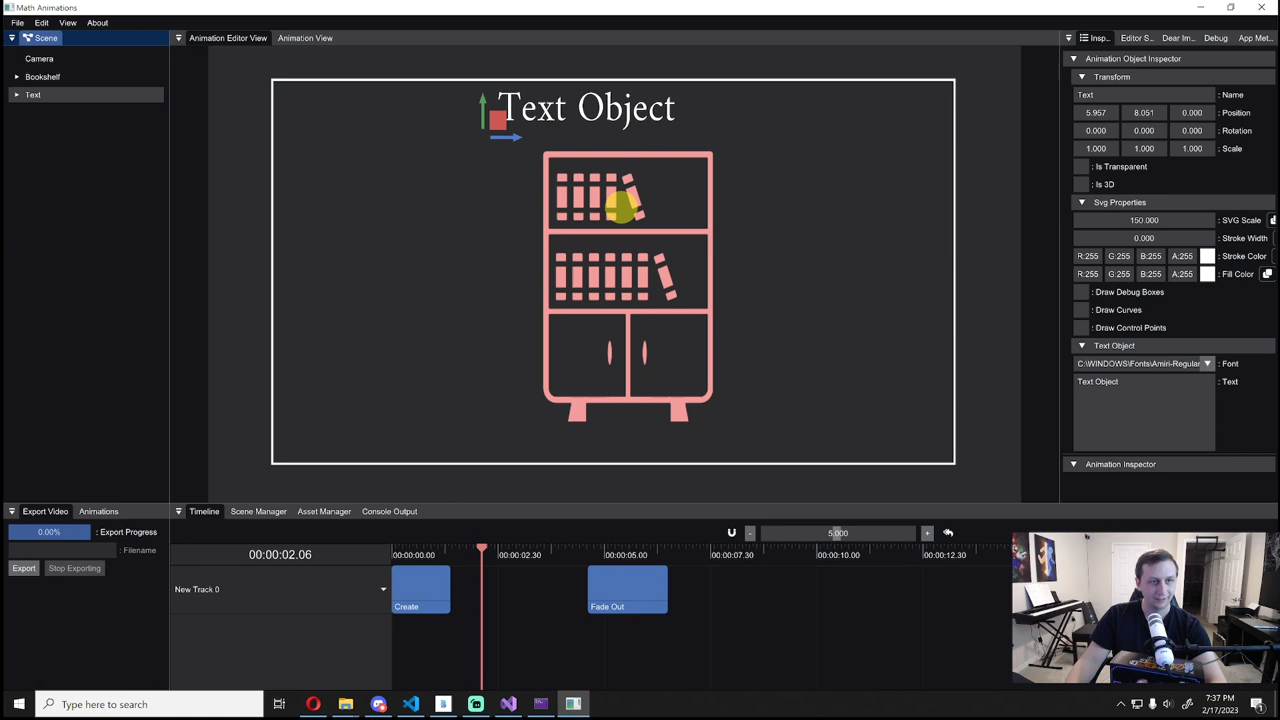 Math Animations
File Edit View About
Scene
Camera
Bookshelf
Text
Animation Editor View Animation View
Text Object
Insp... Editor S... Dear Im... Debug App Met...
Animation Object Inspector
Transform
Text : Name
5.957 8.051 0.000 : Position
0.000 0.000 0.000 : Rotation
1.000 1.000 1.000 : Scale
: Is Transparent
: Is 3D
Svg Properties
150.000 : SVG Scale
0.000 : Stroke Width
R:255 G:255 B:255 A:255 : Stroke Color
R:255 G:255 B:255 A:255 : Fill Color
: Draw Debug Boxes
: Draw Curves
: Draw Control Points
Text Object
C:\WINDOWS\Fonts\Amiri-Regular : Font
Text Object : Text
Animation Inspector
Export Video Animations
0.00% : Export Progress
: Filename
Export Stop Exporting
Timeline Scene Manager Asset Manager Console Output
- 5.000 +
00:00:02.06
00:00:00.00 00:00:02.30 00:00:05.00 00:00:07.30 00:00:10.00 00:00:12.30
New Track 0
Create
Fade Out
Type here to search
7:37 PM
2/17/2023